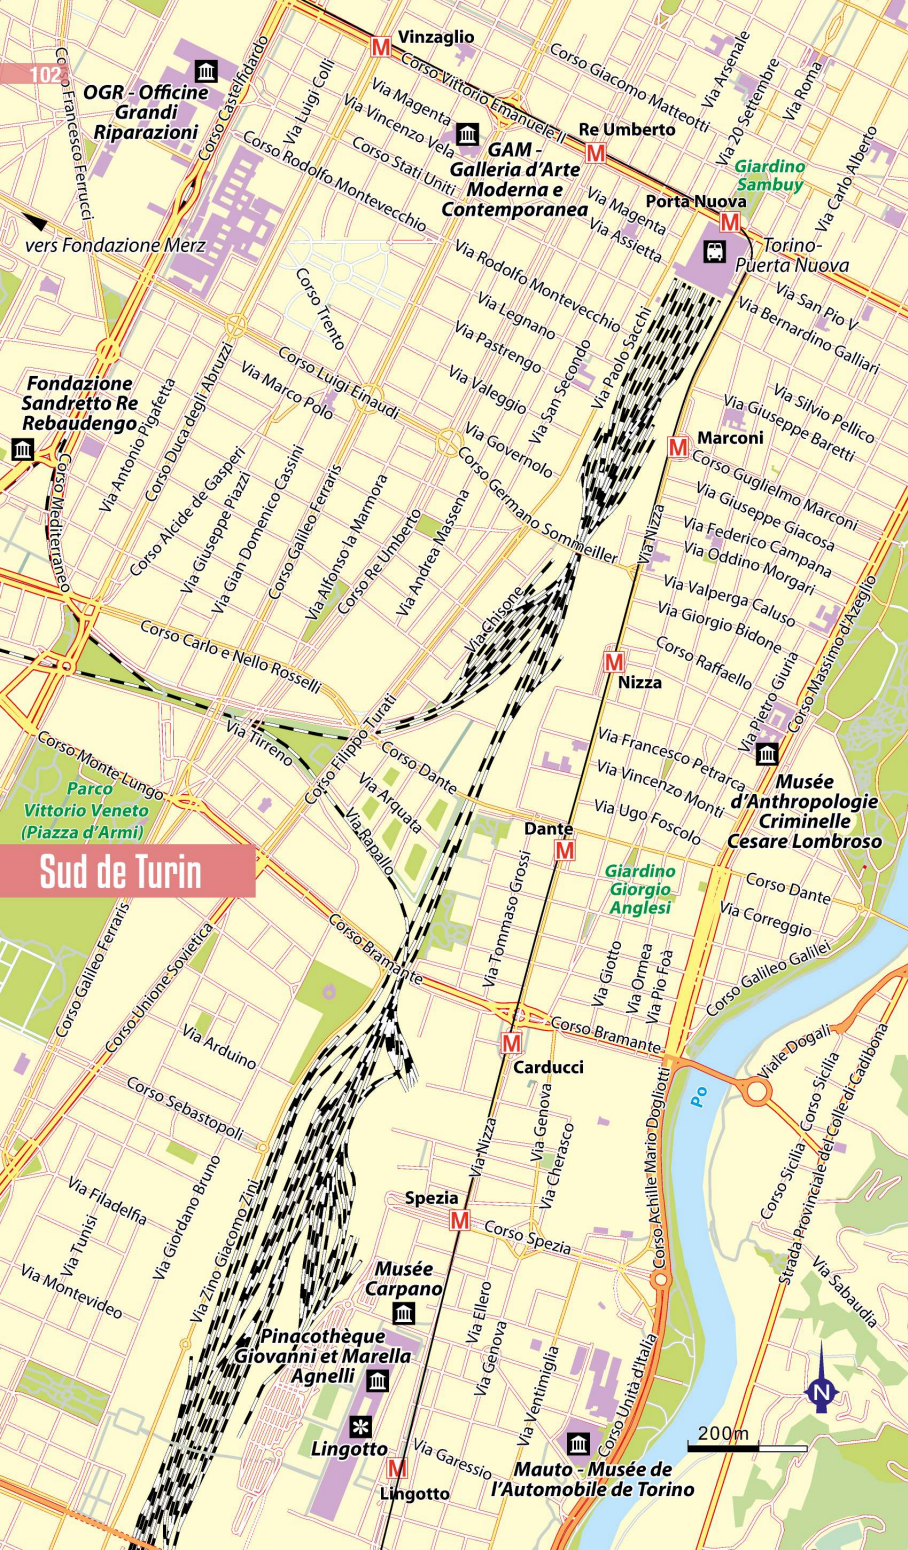 Vinzaglio
102
OGR - Officine
Grandi
Riparazioni
Corso Francesco Ferrucci
Corso Castelfidardo
Via Luigi Colli
Corso Vittorio Emanuele II
Corso Giacomo Matteotti
Via Arsenale
Via 20 Settembre
Via Roma
Via Magenta
Via Vincenzo Vela
Corso Stati Uniti
Corso Rodolfo Montevecchio
GAM -
Galleria d'Arte
Moderna e
Contemporanea
Re Umberto
Giardino
Sambuy
Via Carlo Alberto
Porta Nuova
Via Magenta
Via Assietta
Torino-
Puerta Nuova
vers Fondazione Merz
Via Rodolfo Montevecchio
Corso Trento
Via Legnano
Via Pastrengo
Via Valeggio
Via Governolo
Via San Secondo
Via Paolo Sacchi
Via San Pio V
Via Bernardino Galliari
Via Silvio Pellico
Via Giuseppe Baretti
Corso Luigi Einaudi
Via Marco Polo
Corso Duca degli Abruzzi
Via Antonio Pigafetta
Fondazione
Sandretto Re
Rebaudengo
Corso Mediterraneo
Corso Alcide de Gasperi
Via Giuseppe Piazzi
Via Gian Domenico Cassini
Corso Galileo Ferraris
Via Alfonso la Marmora
Corso Re Umberto
Via Andrea Massena
Corso Germano Sommeiller
Marconi
Corso Guglielmo Marconi
Via Giuseppe Giacosa
Via Federico Campana
Via Oddino Morgari
Via Nizza
Via Valperga Caluso
Via Giorgio Bidone
Corso Raffaello
Via Pietro Giuria
Corso Massimo d'Azeglio
Via Chisone
Nizza
Corso Carlo e Nello Rosselli
Via Tirreno
Corso Filippo Turati
Corso Dante
Via Arquata
Via Rapallo
Corso Monte Lungo
Parco
Vittorio Veneto
(Piazza d'Armi)
Sud de Turin
Via Francesco Petrarca
Via Vincenzo Monti
Via Ugo Foscolo
Musée
d'Anthropologie
Criminelle
Cesare Lombroso
Dante
Giardino
Giorgio
Anglesi
Corso Dante
Via Correggio
Via Tommaso Grossi
Via Giotto
Via Ormea
Via Pio Foà
Corso Galileo Galilei
Corso Bramante
Corso Galileo Ferraris
Corso Unione Sovietica
Corso Bramante
Carducci
Via Arduino
Corso Sebastopoli
Via Nizza
Via Genova
Via Cherasco
Corso Achille Mario Dogliotti
Po
Viale Dogali
Corso Sicilia
Corso Sicilia
Strada Provinciale del Colle di Cadibona
Via Sabaudia
Via Filadelfia
Via Tunisi
Via Giordano Bruno
Via Zino Giacomo Zini
Via Montevideo
Spezia
Corso Spezia
Musée
Carpano
Pinacothèque
Giovanni et Marella
Agnelli
Via Ellero
Via Genova
Via Ventimiglia
Corso Unità d'Italia
Lingotto
Via Garessio
Lingotto
Mauto - Musée de
l'Automobile de Torino
N
200m